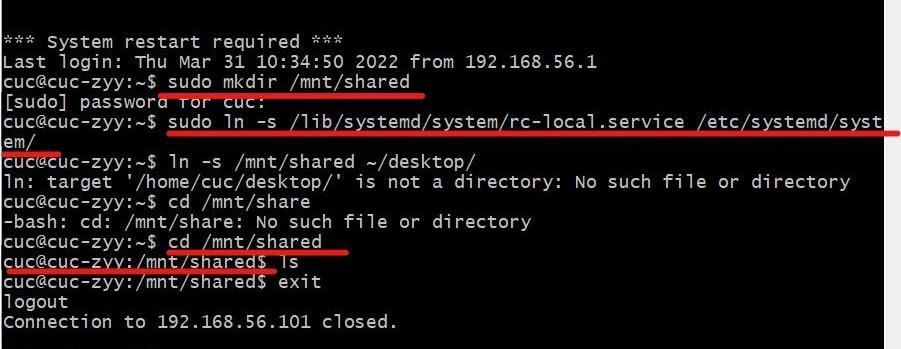 *** System restart required ***
Last login: Thu Mar 31 10:34:50 2022 from 192.168.56.1
cuc@cuc-zyy:~$ sudo mkdir /mnt/shared
[sudo] password for cuc:
cuc@cuc-zyy:~$ sudo ln -s /lib/systemd/system/rc-local.service /etc/systemd/syst
em/
cuc@cuc-zyy:~$ ln -s /mnt/shared ~/desktop/
ln: target '/home/cuc/desktop/' is not a directory: No such file or directory
cuc@cuc-zyy:~$ cd /mnt/share
-bash: cd: /mnt/share: No such file or directory
cuc@cuc-zyy:~$ cd /mnt/shared
cuc@cuc-zyy:/mnt/shared$ ls
cuc@cuc-zyy:/mnt/shared$ exit
logout
Connection to 192.168.56.101 closed.